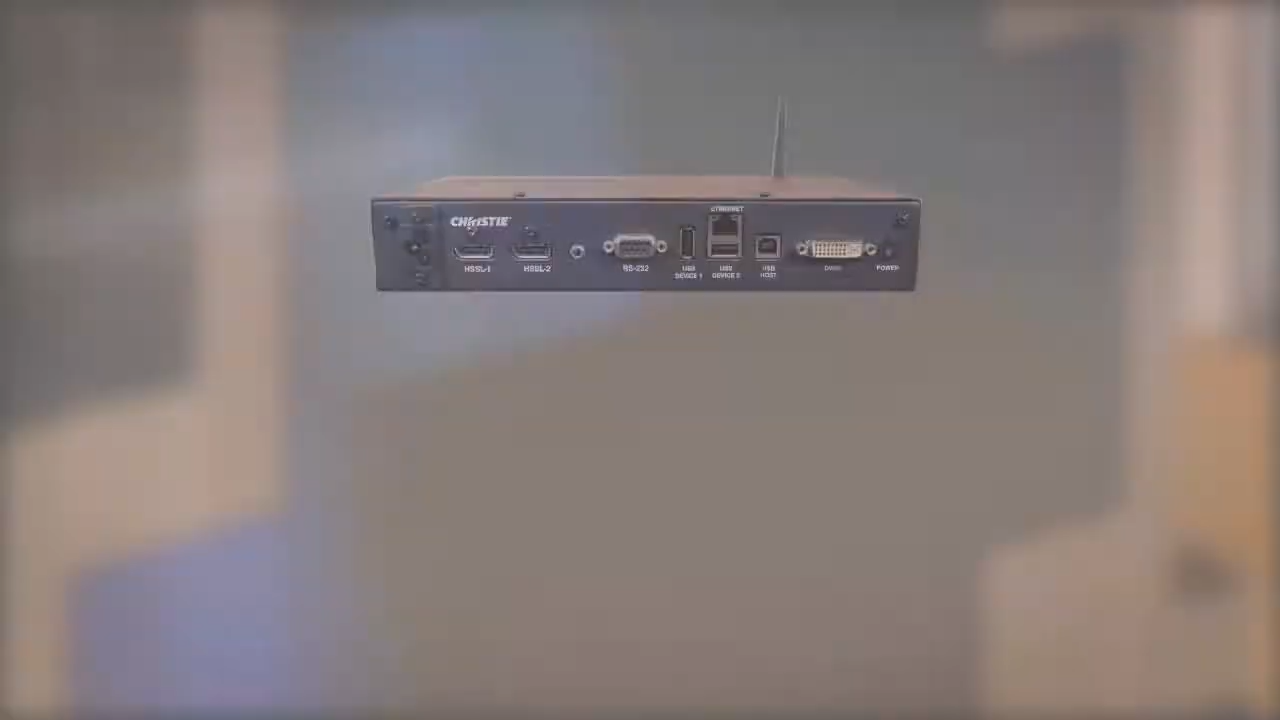 CHRISTIE
ETHERNET
HSSL-1
HSSL-2
RS-232
USB
DEVICE 1
USB
DEVICE 2
USB
HOST
POWER